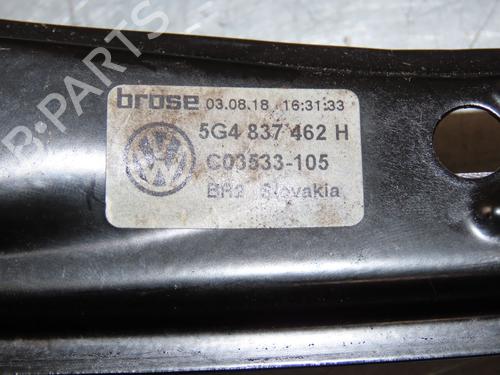 brose 03.08.18 16:31:33
5G4 837 462 H
C03533-105
BR2 Slovakia
B-PARTS